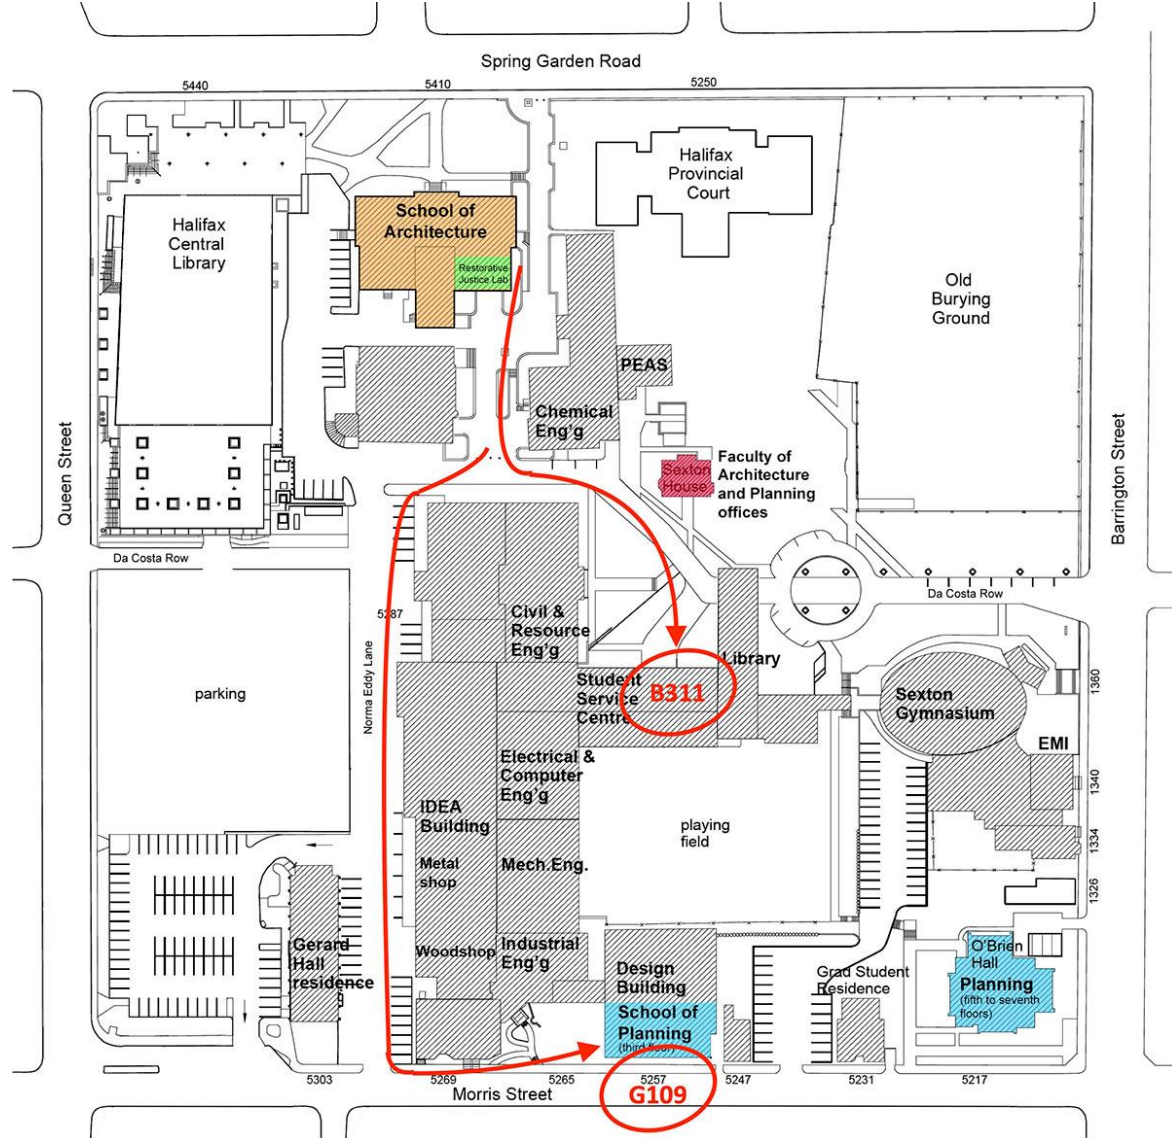 Spring Garden Road
5440
5410
5250
Halifax
Provincial
Court
School of
Architecture
Halifax
Central
Library
Restorative
Justice Lab
Old
Burying
Ground
PEAS
Chemical
Eng'g
Queen Street
Barrington Street
Sexton
House
Faculty of
Architecture
and Planning
offices
Da Costa Row
Da Costa Row
5287
Civil &
Resource
Eng'g
Norma Eddy Lane
parking
Library
Student
Service
Centre
B311
Sexton
Gymnasium
1360
EMI
Electrical &
Computer
Eng'g
1340
IDEA
Building
playing
field
1334
Metal
shop
Mech.Eng.
1326
Gerard
Hall
residence
Woodshop
Industrial
Eng'g
Design
Building
Grad Student
Residence
O'Brien
Hall
Planning
(fifth to seventh
floors)
School of
Planning
(third floor)
5303
5269
5265
5257
5247
5231
5217
Morris Street
G109